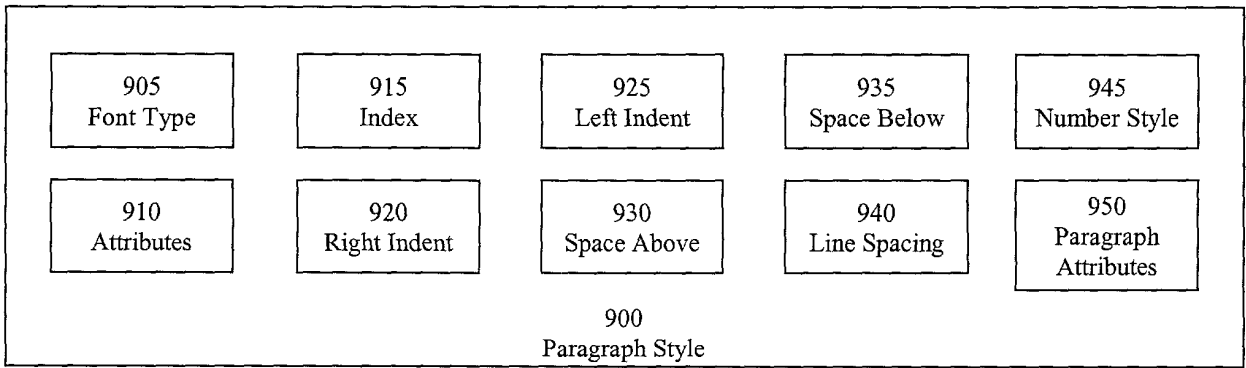 905
Font Type
915
Index
925
Left Indent
935
Space Below
945
Number Style
910
Attributes
920
Right Indent
930
Space Above
940
Line Spacing
950
Paragraph
Attributes
900
Paragraph Style